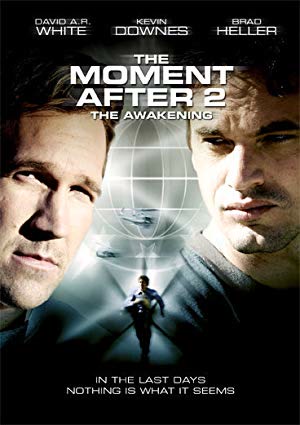 DAVID A.R. KEVIN BRAD
WHITE DOWNES HELLER
THE
MOMENT
AFTER 2
THE AWAKENING
IN THE LAST DAYS
NOTHING IS WHAT IT SEEMS